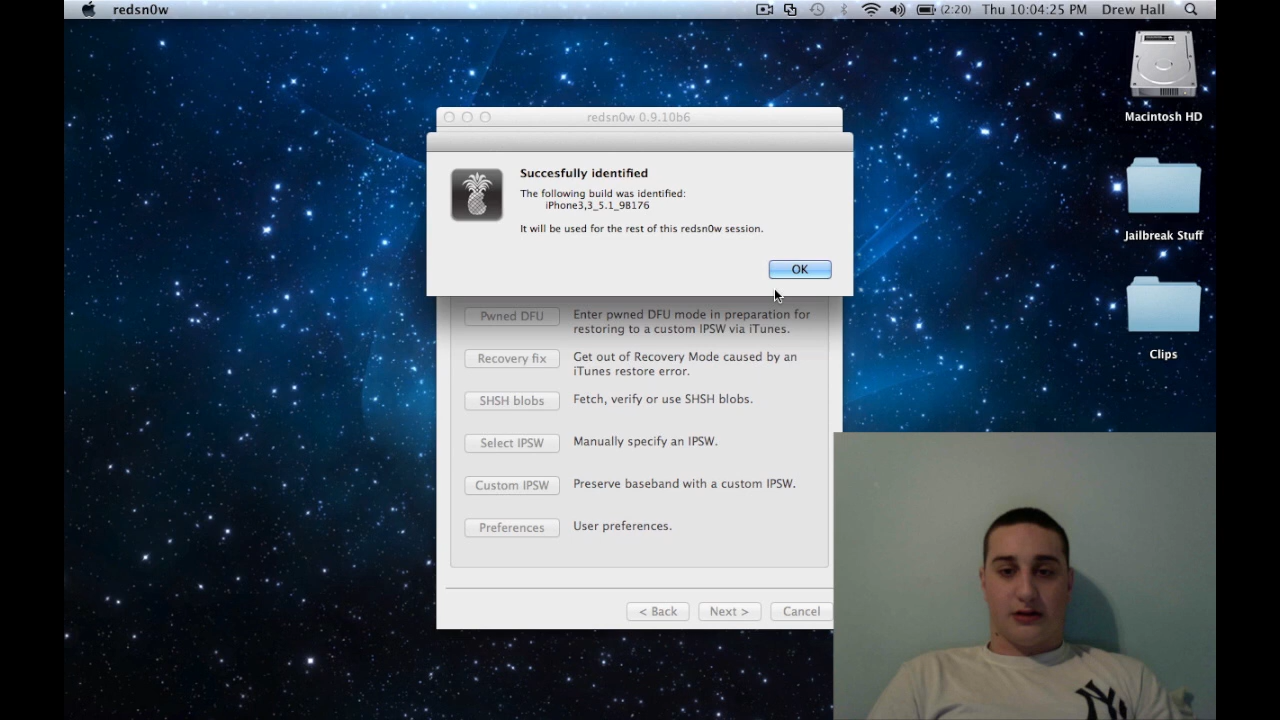 redsn0w
(2:20) Thu 10:04:25 PM Drew Hall
Macintosh HD
Jailbreak Stuff
Clips
redsn0w 0.9.10b6
Succesfully identified
The following build was identified:
iPhone3,3_5.1_9B176
It will be used for the rest of this redsn0w session.
OK
Pwned DFU
Enter pwned DFU mode in preparation for
restoring to a custom IPSW via iTunes.
Recovery fix
Get out of Recovery Mode caused by an
iTunes restore error.
SHSH blobs
Fetch, verify or use SHSH blobs.
Select IPSW
Manually specify an IPSW.
Custom IPSW
Preserve baseband with a custom IPSW.
Preferences
User preferences.
< Back
Next >
Cancel
NY